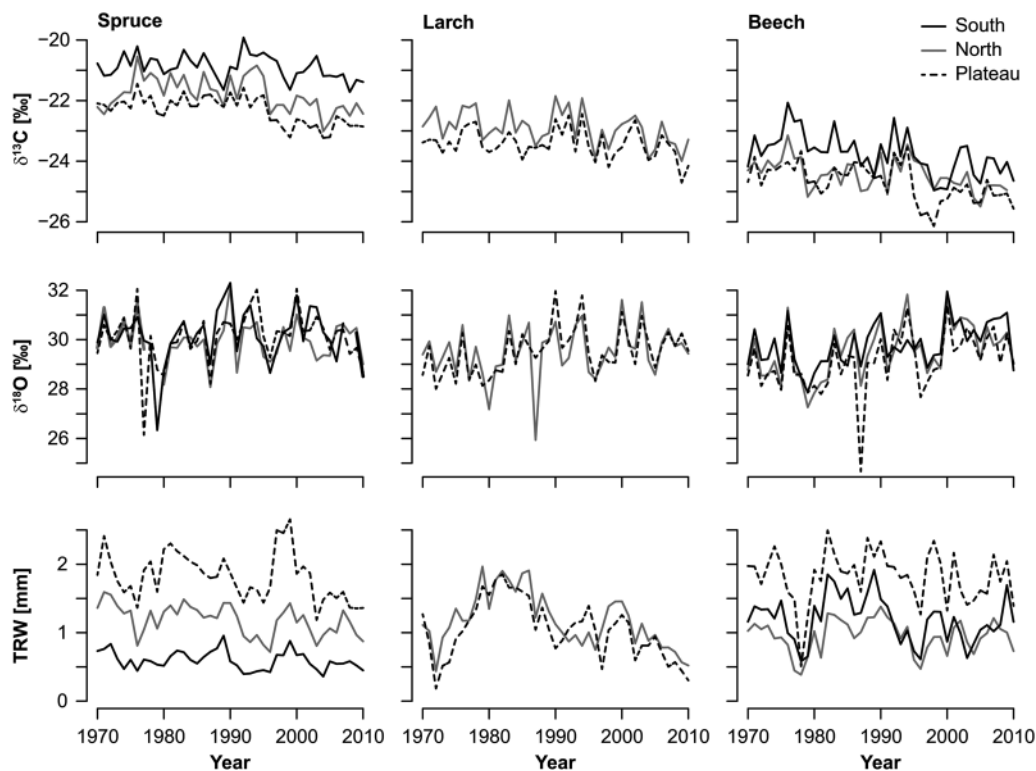 Spruce
Larch
Beech
South
North
Plateau
δ13C [‰]
−20
−22
−24
−26
1970 1980 1990 2000 2010
1970 1980 1990 2000 2010
1970 1980 1990 2000 2010
δ18O [‰]
32
30
28
26
TRW [mm]
2
1
0
Year
Year
Year